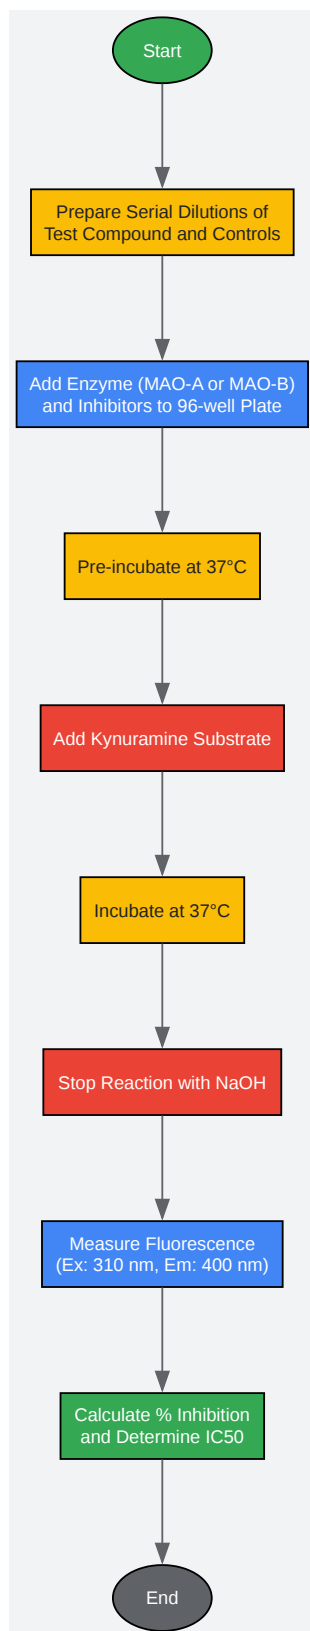 Start
Prepare Serial Dilutions of
Test Compound and Controls
Add Enzyme (MAO-A or MAO-B)
and Inhibitors to 96-well Plate
Pre-incubate at 37°C
Add Kynuramine Substrate
Incubate at 37°C
Stop Reaction with NaOH
Measure Fluorescence
(Ex: 310 nm, Em: 400 nm)
Calculate % Inhibition
and Determine IC50
End